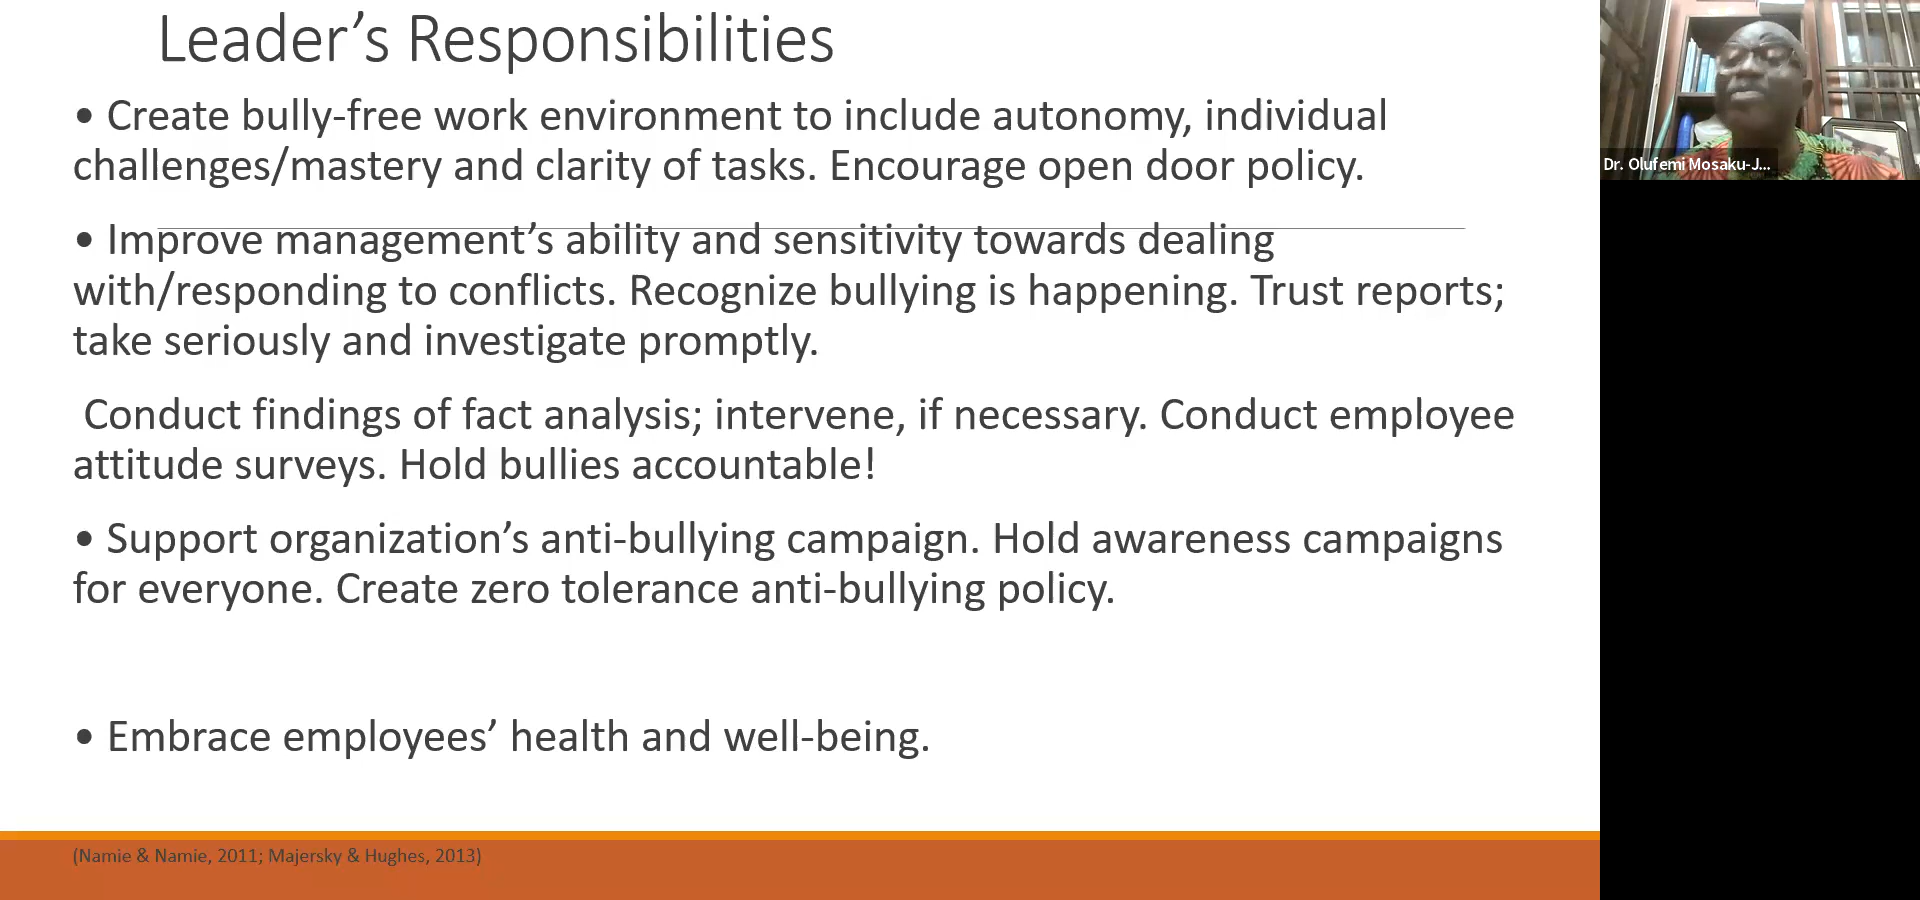 Leader’s Responsibilities
• Create bully-free work environment to include autonomy, individual
challenges/mastery and clarity of tasks. Encourage open door policy.
• Improve management’s ability and sensitivity towards dealing
with/responding to conflicts. Recognize bullying is happening. Trust reports;
take seriously and investigate promptly.
Conduct findings of fact analysis; intervene, if necessary. Conduct employee
attitude surveys. Hold bullies accountable!
• Support organization’s anti-bullying campaign. Hold awareness campaigns
for everyone. Create zero tolerance anti-bullying policy.
• Embrace employees’ health and well-being.
(Namie & Namie, 2011; Majersky & Hughes, 2013)
Dr. Olufemi Mosaku-J...